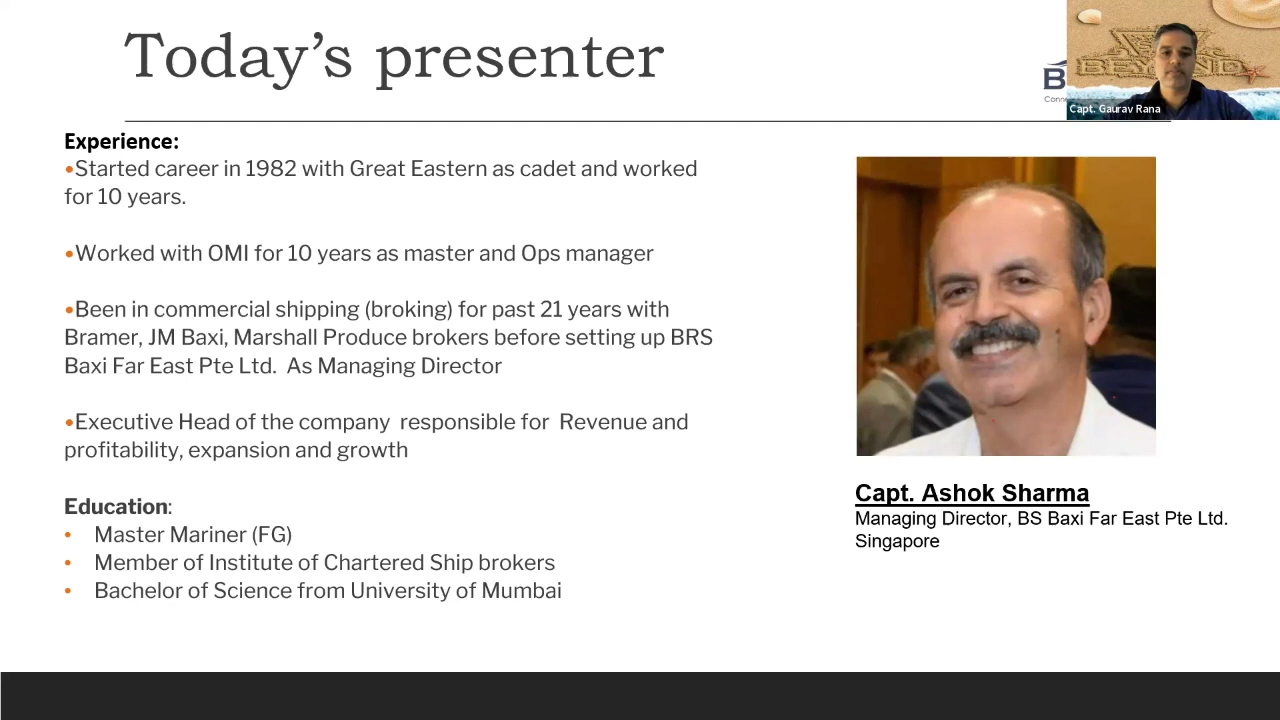 Today’s presenter
BEYOND
B
Capt. Gaurav Rana
Experience:
•Started career in 1982 with Great Eastern as cadet and worked
for 10 years.
•Worked with OMI for 10 years as master and Ops manager
•Been in commercial shipping (broking) for past 21 years with
Bramer, JM Baxi, Marshall Produce brokers before setting up BRS
Baxi Far East Pte Ltd. As Managing Director
•Executive Head of the company responsible for Revenue and
profitability, expansion and growth
Education:
• Master Mariner (FG)
• Member of Institute of Chartered Ship brokers
• Bachelor of Science from University of Mumbai
Capt. Ashok Sharma
Managing Director, BS Baxi Far East Pte Ltd.
Singapore